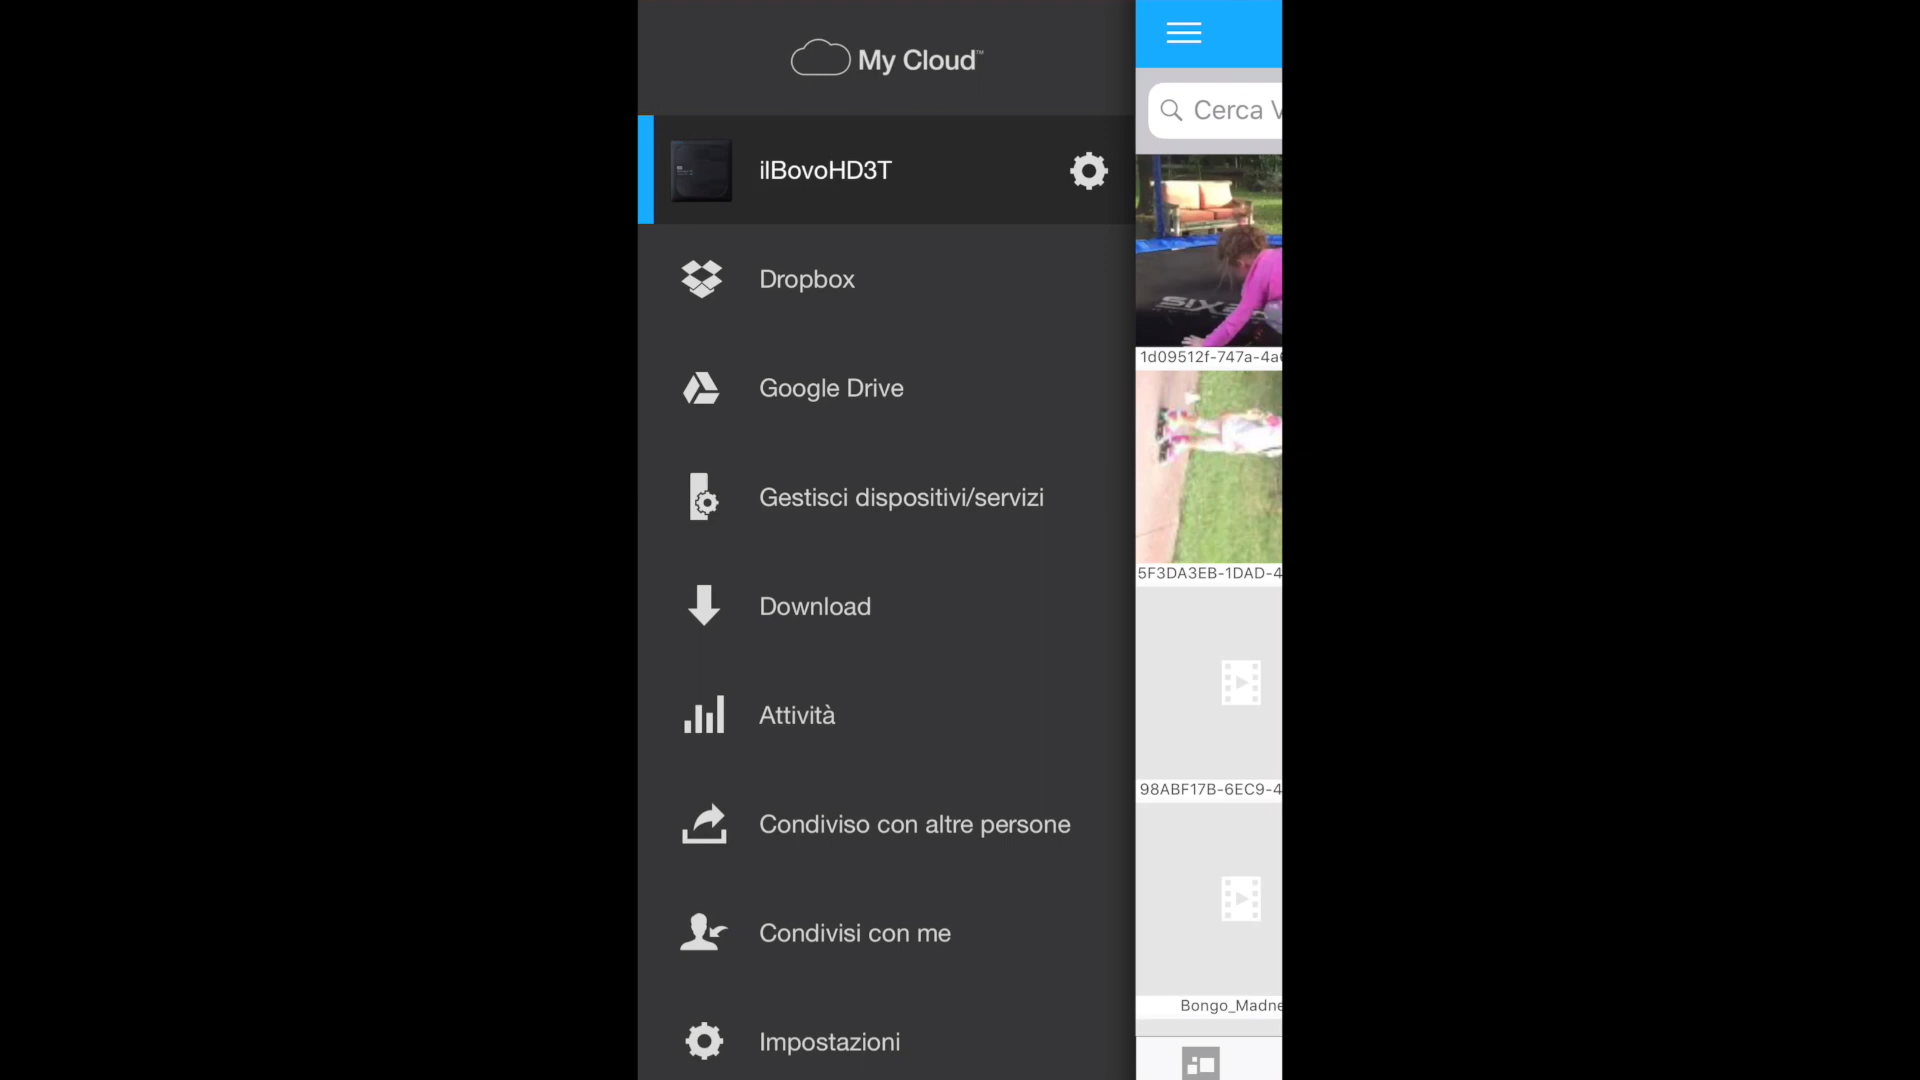 My Cloud™
ilBovoHD3T
Dropbox
Google Drive
Gestisci dispositivi/servizi
Download
Attività
Condiviso con altre persone
Condivisi con me
Impostazioni
Cerca V
1d09512f-747a-4a
5F3DA3EB-1DAD-4
98ABF17B-6EC9-4
Bongo_Madne